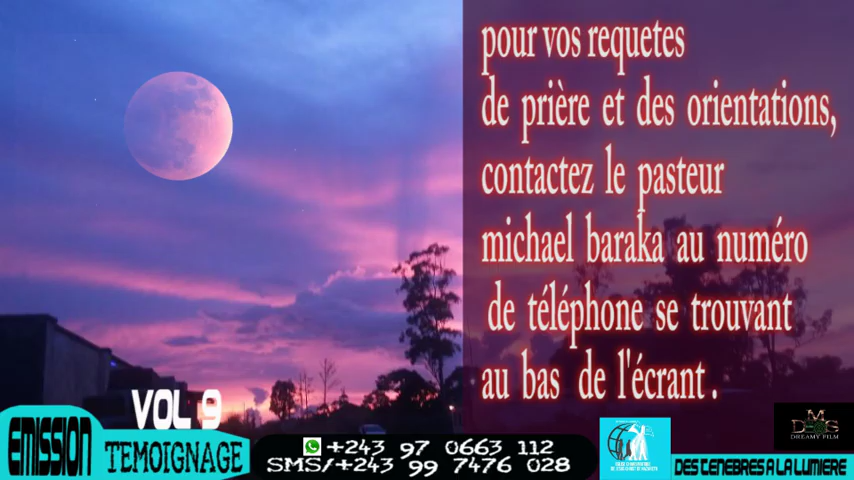 pour vos requetes
de prière et des orientations,
contactez le pasteur
michael baraka au numéro
de téléphone se trouvant
au bas de l'écrant.
VOL 9
EMISSION
TEMOIGNAGE
+243 97 0663 112
SMS/+243 99 7476 028
DREAMY FILM
DES TENEBRES A LA LUMIERE